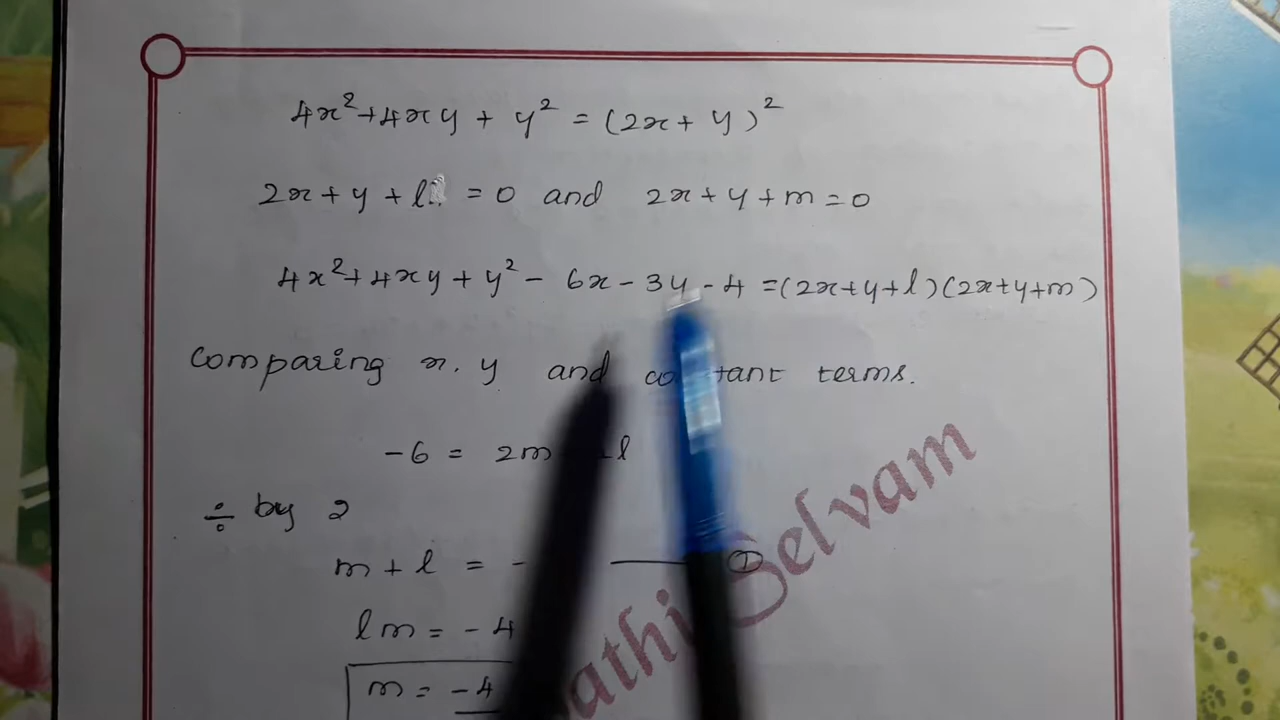 4x²+4xy + y² = (2x+ y)²
2x + y + l = 0 and 2x + y + m = 0
4x²+4xy + y² - 6x - 3y - 4 = (2x+y+l)(2x+y+m)
Comparing x, y and terms.
-6 = 2m l
÷ by 2
m + l = - ——— ①
lm = - 4
m = -4
Selvam